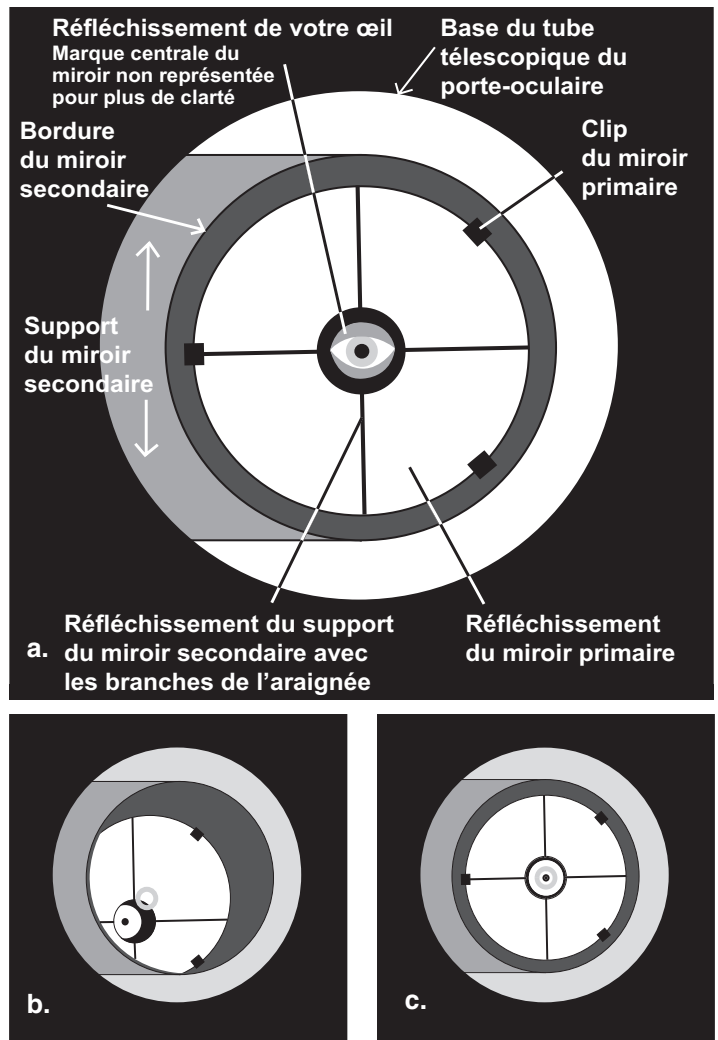 Réfléchissement de votre œil
Marque centrale du
miroir non représentée
pour plus de clarté
Base du tube
télescopique du
porte-oculaire
Bordure
du miroir
secondaire
Clip
du miroir
primaire
Support
du miroir
secondaire
a. Réfléchissement du support
du miroir secondaire avec
les branches de l’araignée
Réfléchissement
du miroir primaire
b.
c.